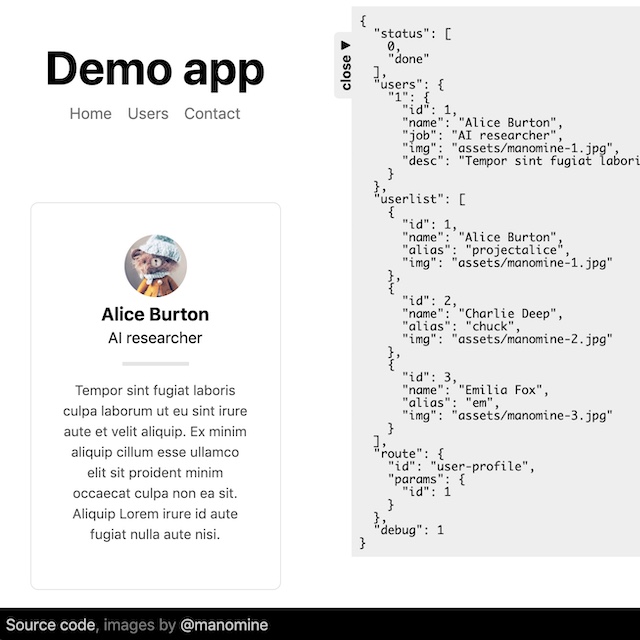 Demo app
Home Users Contact
Alice Burton
AI researcher
Tempor sint fugiat laboris
culpa laborum ut eu sint irure
aute et velit aliquip. Ex minim
aliquip cillum esse ullamco
elit sit proident minim
occaecat culpa non ea sit.
Aliquip Lorem irure id aute
fugiat nulla aute nisi.
close ▼
{
  "status": [
    0,
    "done"
  ],
  "users": {
    "1": {
      "id": 1,
      "name": "Alice Burton",
      "job": "AI researcher",
      "img": "assets/manomine-1.jpg",
      "desc": "Tempor sint fugiat labori
    }
  },
  "userlist": [
    {
      "id": 1,
      "name": "Alice Burton",
      "alias": "projectalice",
      "img": "assets/manomine-1.jpg"
    },
    {
      "id": 2,
      "name": "Charlie Deep",
      "alias": "chuck",
      "img": "assets/manomine-2.jpg"
    },
    {
      "id": 3,
      "name": "Emilia Fox",
      "alias": "em",
      "img": "assets/manomine-3.jpg"
    }
  ],
  "route": {
    "id": "user-profile",
    "params": {
      "id": 1
    }
  },
  "debug": 1
}
Source code, images by @manomine